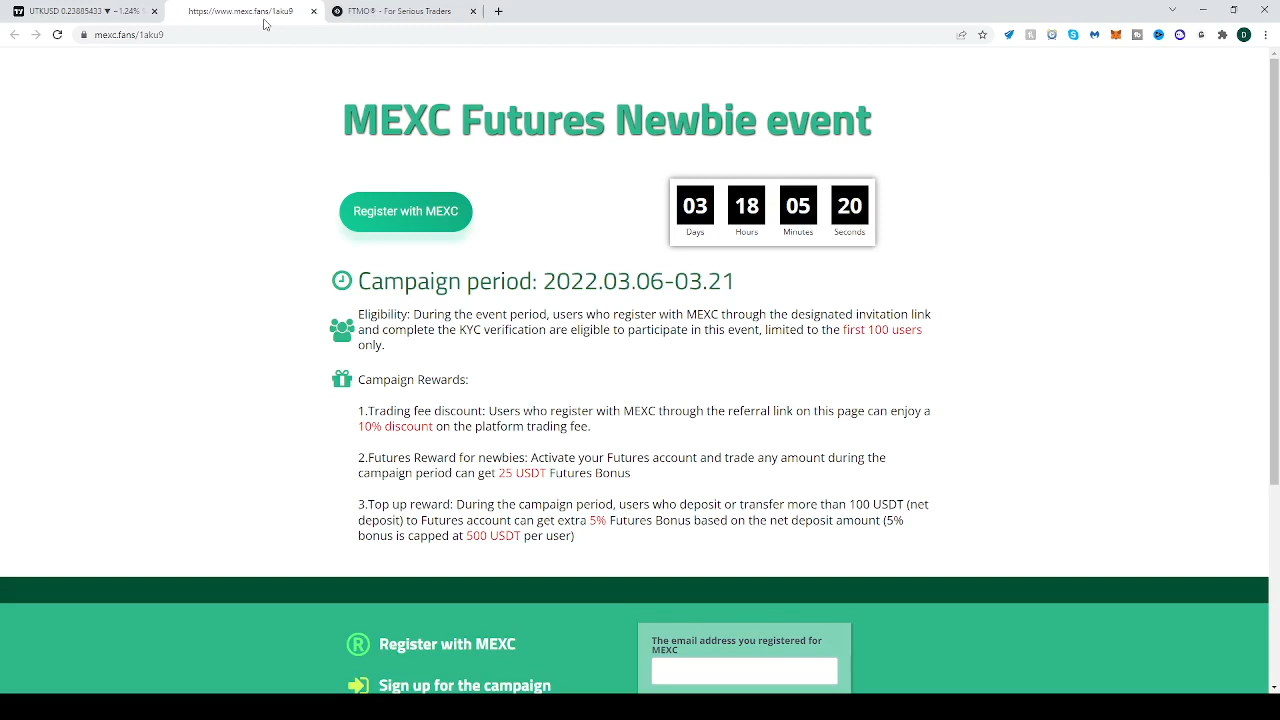 UTKUSD 0.23885433 ▼ −1.24%
https://www.mexc.fans/1aku9
FTMO® - For Serious Traders
mexc.fans/1aku9
D
MEXC Futures Newbie event
Register with MEXC
03 18 05 20
Days Hours Minutes Seconds
Campaign period: 2022.03.06-03.21
Eligibility: During the event period, users who register with MEXC through the designated invitation link
and complete the KYC verification are eligible to participate in this event, limited to the first 100 users
only.
Campaign Rewards:
1.Trading fee discount: Users who register with MEXC through the referral link on this page can enjoy a
10% discount on the platform trading fee.
2.Futures Reward for newbies: Activate your Futures account and trade any amount during the
campaign period can get 25 USDT Futures Bonus
3.Top up reward: During the campaign period, users who deposit or transfer more than 100 USDT (net
deposit) to Futures account can get extra 5% Futures Bonus based on the net deposit amount (5%
bonus is capped at 500 USDT per user)
R Register with MEXC
The email address you registered for
MEXC
Sign up for the campaign